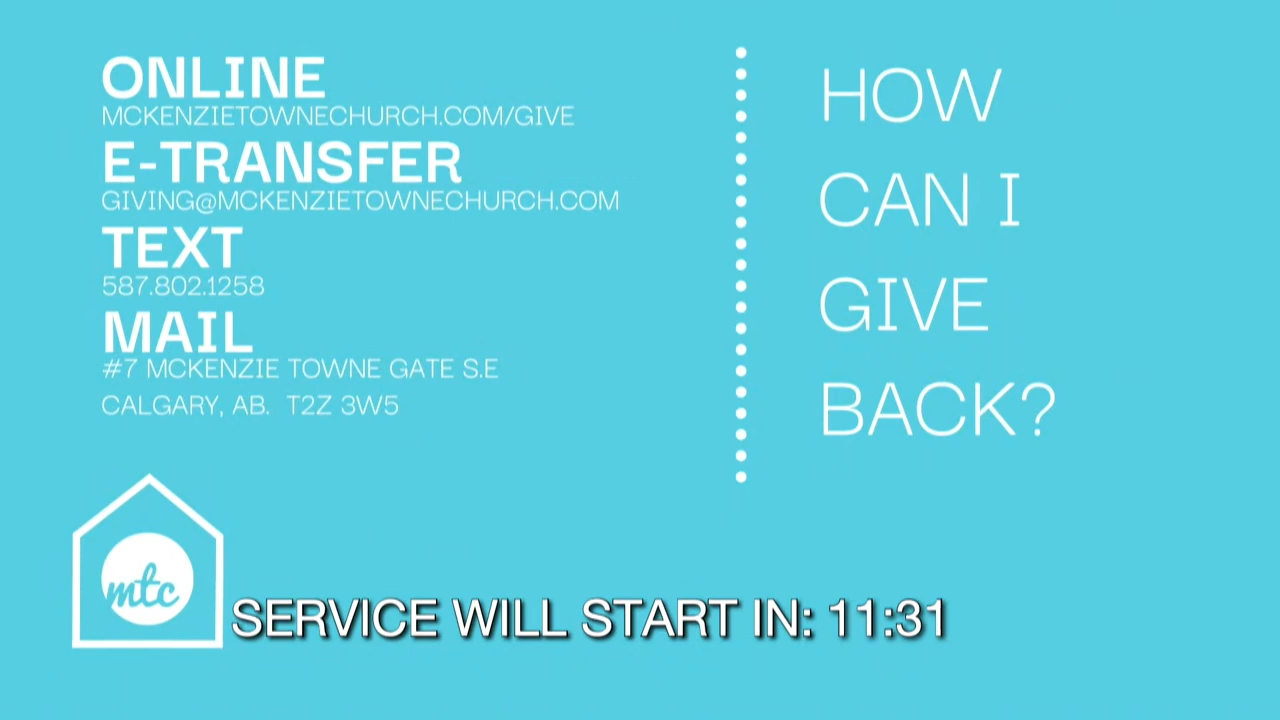 ONLINE
MCKENZIETOWNECHURCH.COM/GIVE
E-TRANSFER
GIVING@MCKENZIETOWNECHURCH.COM
TEXT
587.802.1258
MAIL
#7 MCKENZIE TOWNE GATE S.E
CALGARY, AB. T2Z 3W5
HOW
CAN I
GIVE
BACK?
mtc
SERVICE WILL START IN: 11:31